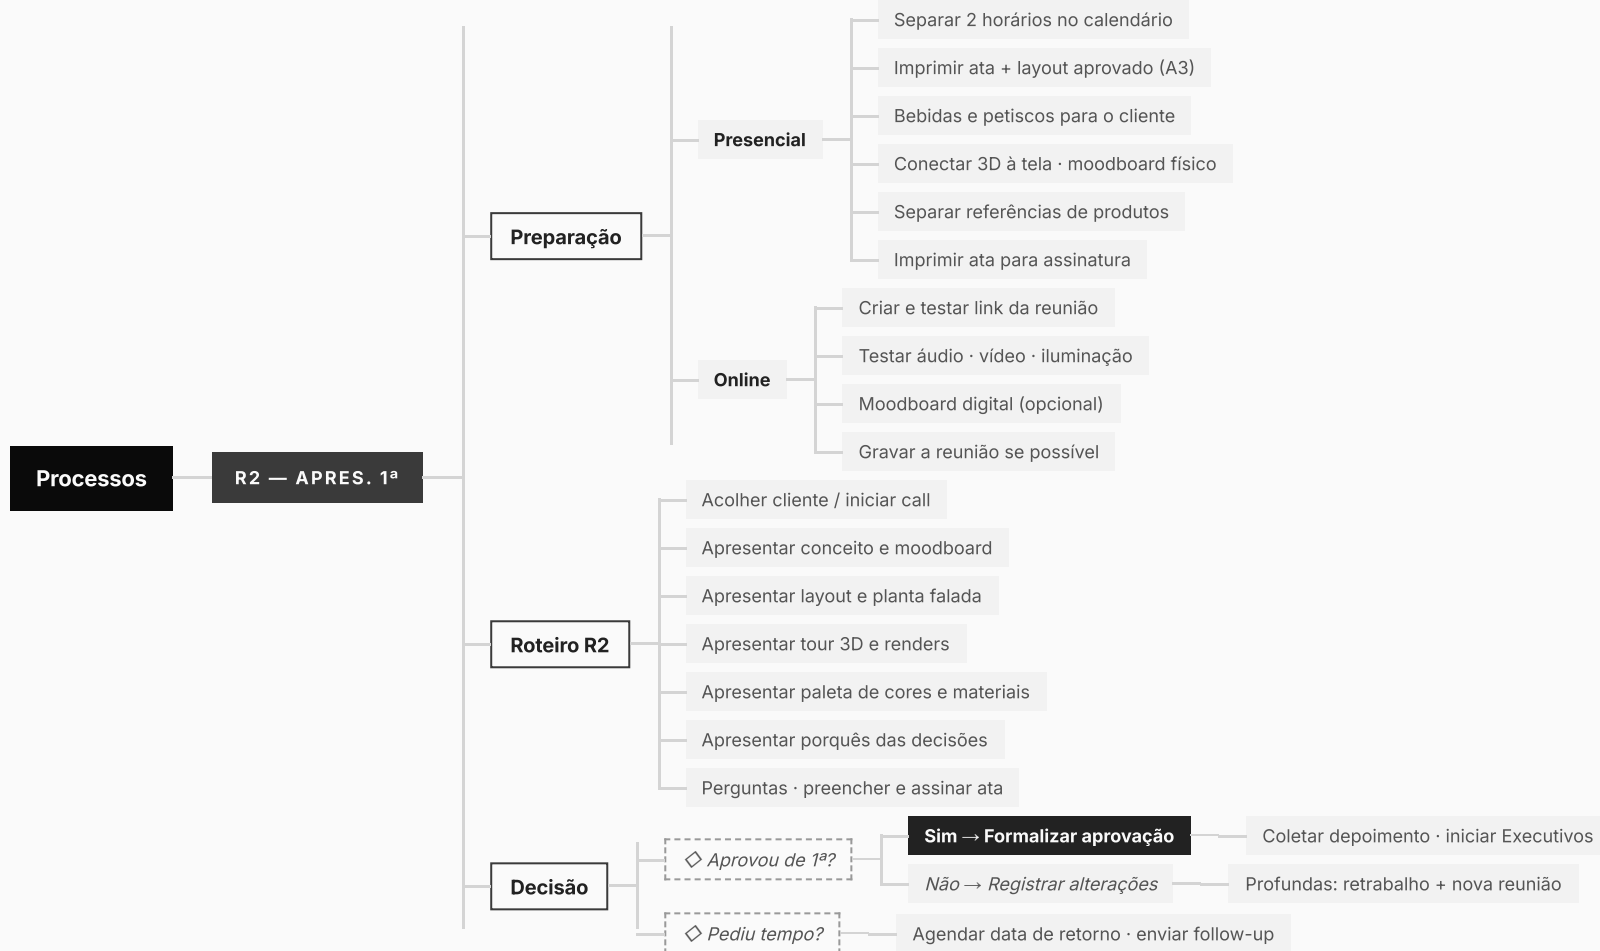 Processos
R2 — APRES. 1ª
Preparação
Presencial
Separar 2 horários no calendário
Imprimir ata + layout aprovado (A3)
Bebidas e petiscos para o cliente
Conectar 3D à tela · moodboard físico
Separar referências de produtos
Imprimir ata para assinatura
Online
Criar e testar link da reunião
Testar áudio · vídeo · iluminação
Moodboard digital (opcional)
Gravar a reunião se possível
Roteiro R2
Acolher cliente / iniciar call
Apresentar conceito e moodboard
Apresentar layout e planta falada
Apresentar tour 3D e renders
Apresentar paleta de cores e materiais
Apresentar porquês das decisões
Perguntas · preencher e assinar ata
Decisão
◇ Aprovou de 1ª?
Sim → Formalizar aprovação
Coletar depoimento · iniciar Executivos
Não → Registrar alterações
Profundas: retrabalho + nova reunião
◇ Pediu tempo?
Agendar data de retorno · enviar follow-up